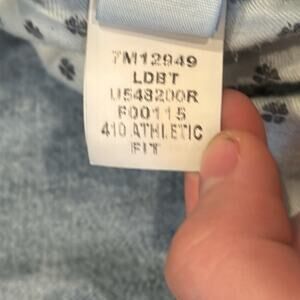 7M12949
LDBT
U548200R
F00115
410 ATHLETIC
FIT